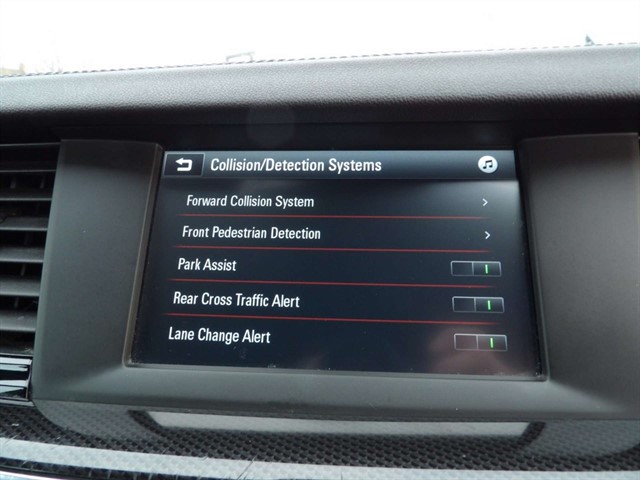 Collision/Detection Systems
Forward Collision System
Front Pedestrian Detection
Park Assist
Rear Cross Traffic Alert
Lane Change Alert